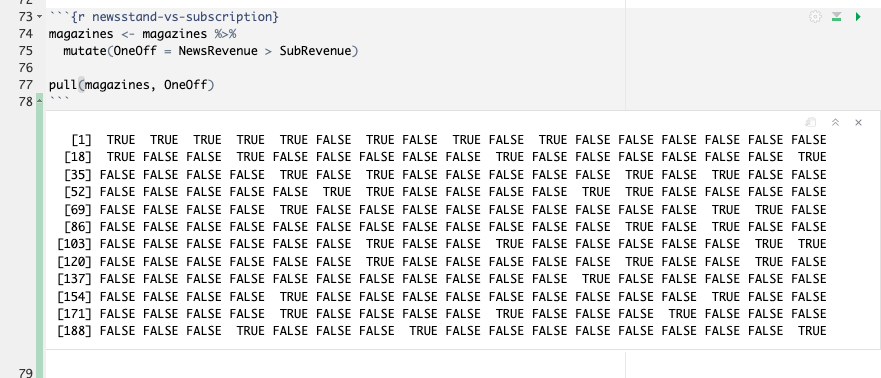 72
73 ```{r newsstand-vs-subscription}
74 magazines <- magazines %>%
75   mutate(OneOff = NewsRevenue > SubRevenue)
76
77 pull(magazines, OneOff)
78 ```
[1]  TRUE  TRUE  TRUE  TRUE  TRUE FALSE  TRUE FALSE  TRUE FALSE  TRUE FALSE FALSE FALSE FALSE FALSE FALSE
[18]  TRUE FALSE FALSE  TRUE FALSE FALSE FALSE FALSE FALSE  TRUE FALSE FALSE FALSE FALSE FALSE FALSE  TRUE
[35] FALSE FALSE FALSE FALSE  TRUE FALSE  TRUE FALSE FALSE FALSE FALSE FALSE  TRUE FALSE  TRUE FALSE FALSE
[52] FALSE FALSE FALSE FALSE FALSE  TRUE  TRUE FALSE FALSE FALSE FALSE  TRUE  TRUE FALSE FALSE FALSE FALSE
[69] FALSE FALSE FALSE FALSE  TRUE FALSE FALSE FALSE FALSE FALSE FALSE FALSE FALSE FALSE  TRUE  TRUE FALSE
[86] FALSE FALSE FALSE FALSE FALSE FALSE FALSE FALSE FALSE FALSE FALSE FALSE  TRUE FALSE  TRUE FALSE FALSE
[103] FALSE FALSE FALSE FALSE FALSE FALSE  TRUE FALSE FALSE  TRUE FALSE FALSE FALSE FALSE FALSE  TRUE  TRUE
[120] FALSE FALSE FALSE FALSE FALSE FALSE  TRUE FALSE FALSE FALSE FALSE FALSE  TRUE FALSE FALSE  TRUE FALSE
[137] FALSE FALSE FALSE FALSE FALSE FALSE FALSE FALSE FALSE FALSE FALSE  TRUE FALSE FALSE FALSE FALSE FALSE
[154] FALSE FALSE FALSE FALSE  TRUE FALSE FALSE FALSE FALSE FALSE FALSE FALSE FALSE FALSE  TRUE FALSE FALSE
[171] FALSE FALSE FALSE FALSE  TRUE FALSE FALSE FALSE FALSE  TRUE FALSE FALSE FALSE  TRUE FALSE FALSE FALSE
[188] FALSE FALSE FALSE  TRUE FALSE FALSE FALSE  TRUE FALSE FALSE FALSE FALSE FALSE FALSE FALSE FALSE  TRUE
79